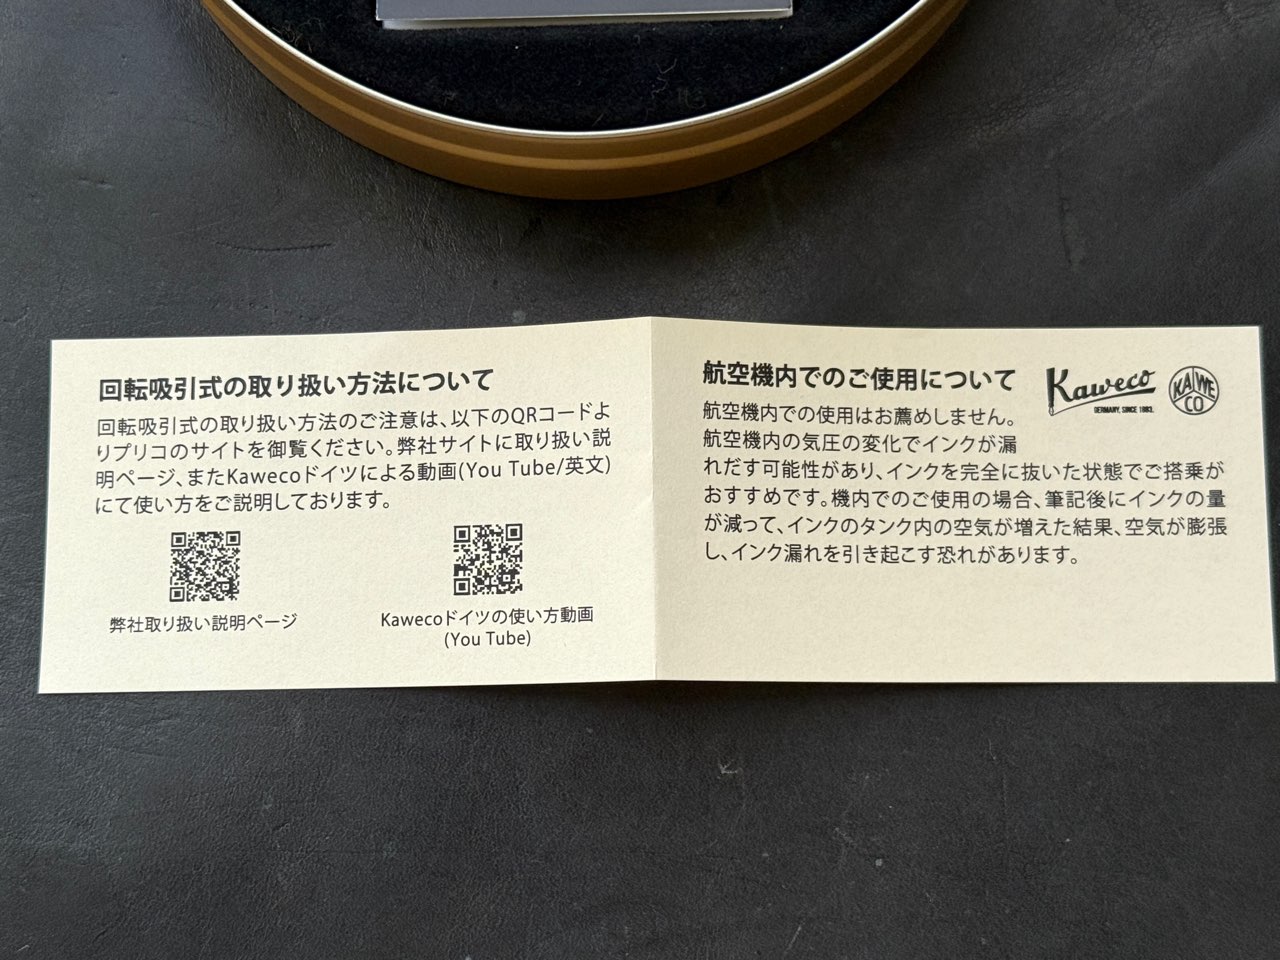 回転吸引式の取り扱い方法について
回転吸引式の取り扱い方法のご注意は、以下のQRコードよ
りプリコのサイトを御覧ください。弊社サイトに取り扱い説
明ページ、またKawecoドイツによる動画(You Tube/英文)
にて使い方をご説明しております。
弊社取り扱い説明ページ
Kawecoドイツの使い方動画
(You Tube)
航空機内でのご使用について
Kaweco
GERMANY, SINCE 1883.
KA WE
CO
航空機内での使用はお薦めしません。
航空機内の気圧の変化でインクが漏
れだす可能性があり、インクを完全に抜いた状態でご搭乗が
おすすめです。機内でのご使用の場合、筆記後にインクの量
が減って、インクのタンク内の空気が増えた結果、空気が膨張
し、インク漏れを引き起こす恐れがあります。